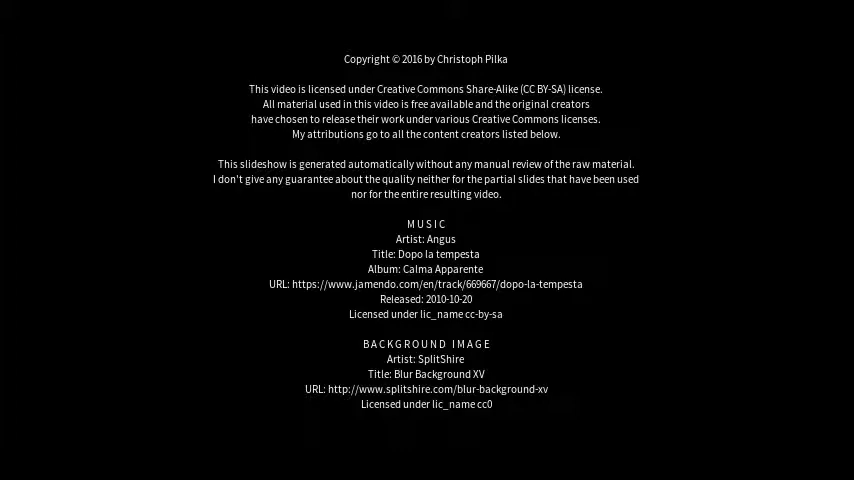 Copyright © 2016 by Christoph Pilka
This video is licensed under Creative Commons Share-Alike (CC BY-SA) license.
All material used in this video is free available and the original creators
have chosen to release their work under various Creative Commons licenses.
My attributions go to all the content creators listed below.
This slideshow is generated automatically without any manual review of the raw material.
I don't give any guarantee about the quality neither for the partial slides that have been used
nor for the entire resulting video.
MUSIC
Artist: Angus
Title: Dopo la tempesta
Album: Calma Apparente
URL: https://www.jamendo.com/en/track/669667/dopo-la-tempesta
Released: 2010-10-20
Licensed under lic_name cc-by-sa
BACKGROUND IMAGE
Artist: SplitShire
Title: Blur Background XV
URL: http://www.splitshire.com/blur-background-xv
Licensed under lic_name cc0